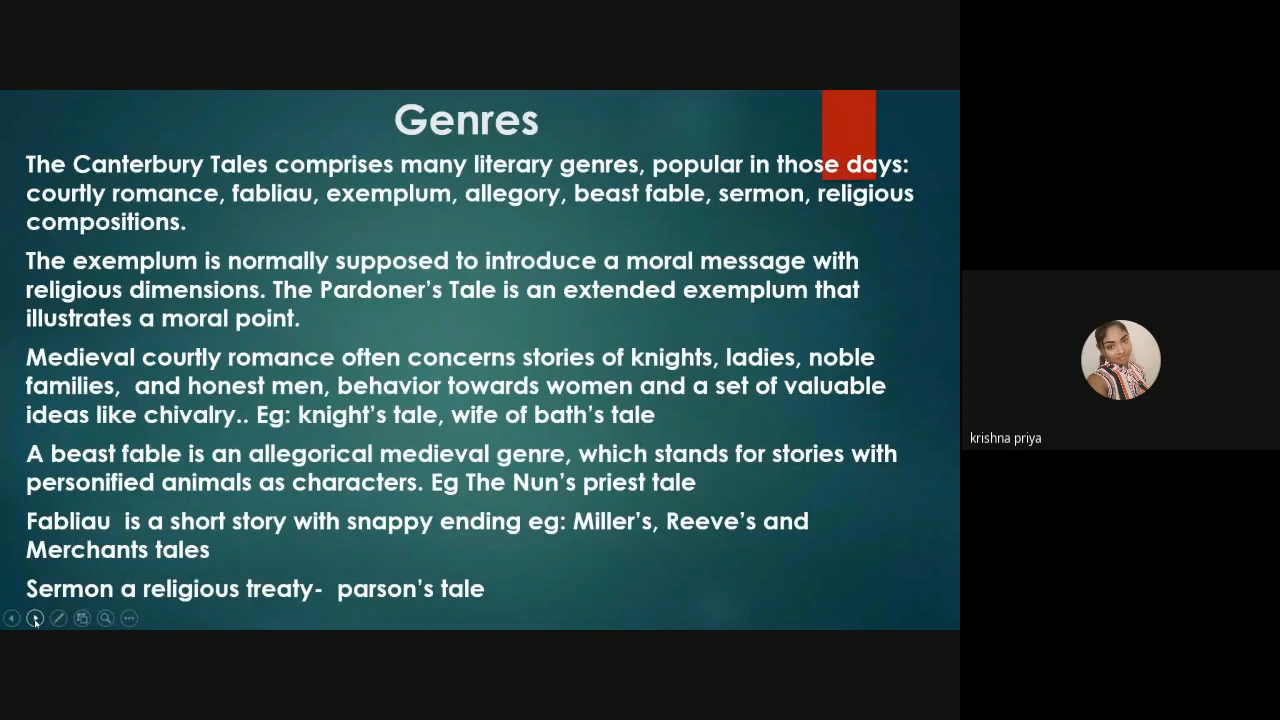 Genres
The Canterbury Tales comprises many literary genres, popular in those days:
courtly romance, fabliau, exemplum, allegory, beast fable, sermon, religious
compositions.
The exemplum is normally supposed to introduce a moral message with
religious dimensions. The Pardoner’s Tale is an extended exemplum that
illustrates a moral point.
Medieval courtly romance often concerns stories of knights, ladies, noble
families,  and honest men, behavior towards women and a set of valuable
ideas like chivalry.. Eg: knight’s tale, wife of bath’s tale
A beast fable is an allegorical medieval genre, which stands for stories with
personified animals as characters. Eg The Nun’s priest tale
Fabliau  is a short story with snappy ending eg: Miller’s, Reeve’s and
Merchants tales
Sermon a religious treaty-  parson’s tale
krishna priya